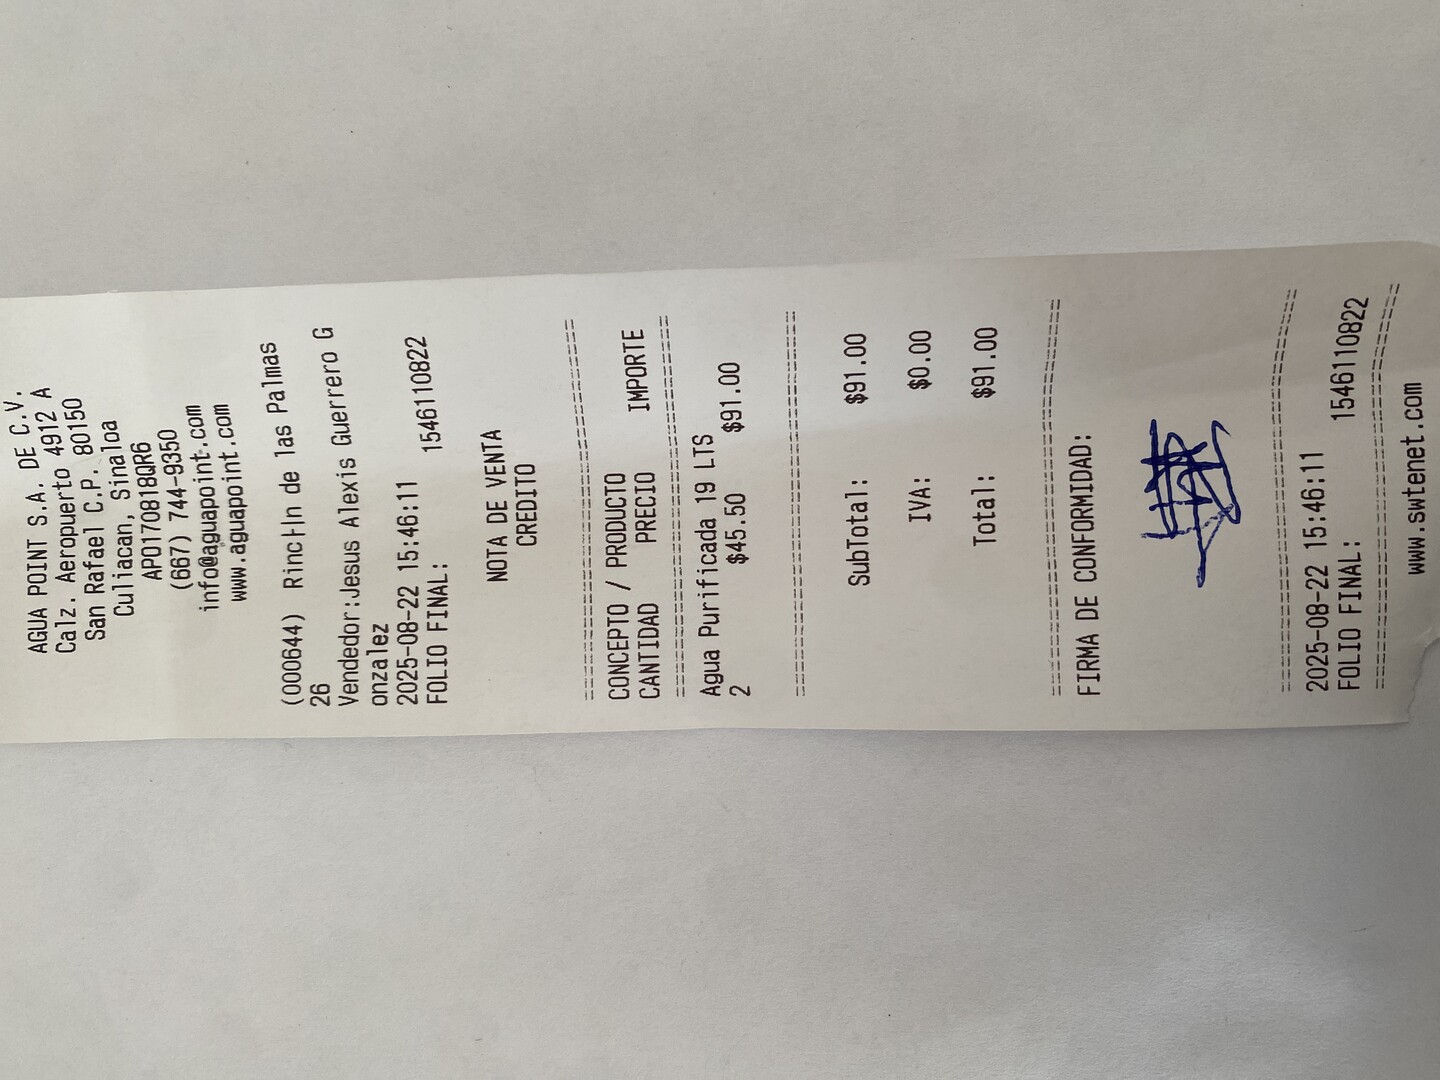 AGUA POINT S.A. DE C.V.
Calz. Aeropuerto 4912 A
San Rafael C.P. 80150
Culiacan, Sinaloa
APO170818QR6
(667) 744-9350
info@aguapoint.com
www.aguapoint.com
(000644) Rinc├ln de las Palmas
26
Vendedor:Jesus Alexis Guerrero G
onzalez
2025-08-22 15:46:11
FOLIO FINAL: 1546110822
NOTA DE VENTA
CREDITO
================================
CONCEPTO / PRODUCTO
CANTIDAD PRECIO IMPORTE
================================
Agua Purificada 19 LTS
2 $45.50 $91.00
================================
SubTotal: $91.00
IVA: $0.00
Total: $91.00
================================
FIRMA DE CONFORMIDAD:
================================
2025-08-22 15:46:11
FOLIO FINAL: 1546110822
================================
www.swtenet.com